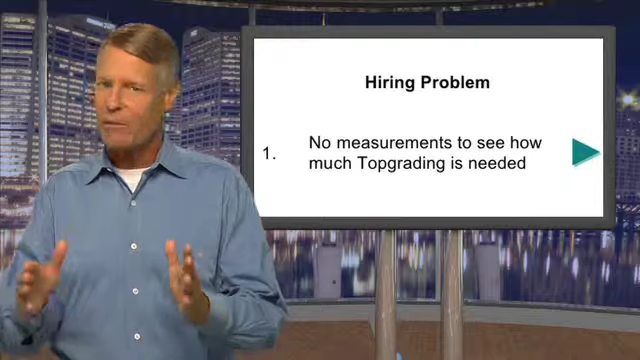 Hiring Problem
1. No measurements to see how
much Topgrading is needed